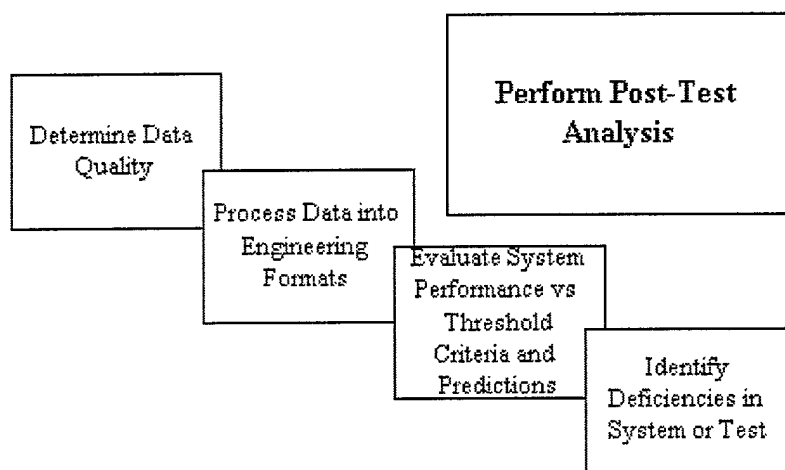 Perform Post-Test
Analysis
Determine Data
Quality
Process Data into
Engineering
Formats
Evaluate System
Performance vs
Threshold
Criteria and
Predictions
Identify
Deficiencies in
System or Test